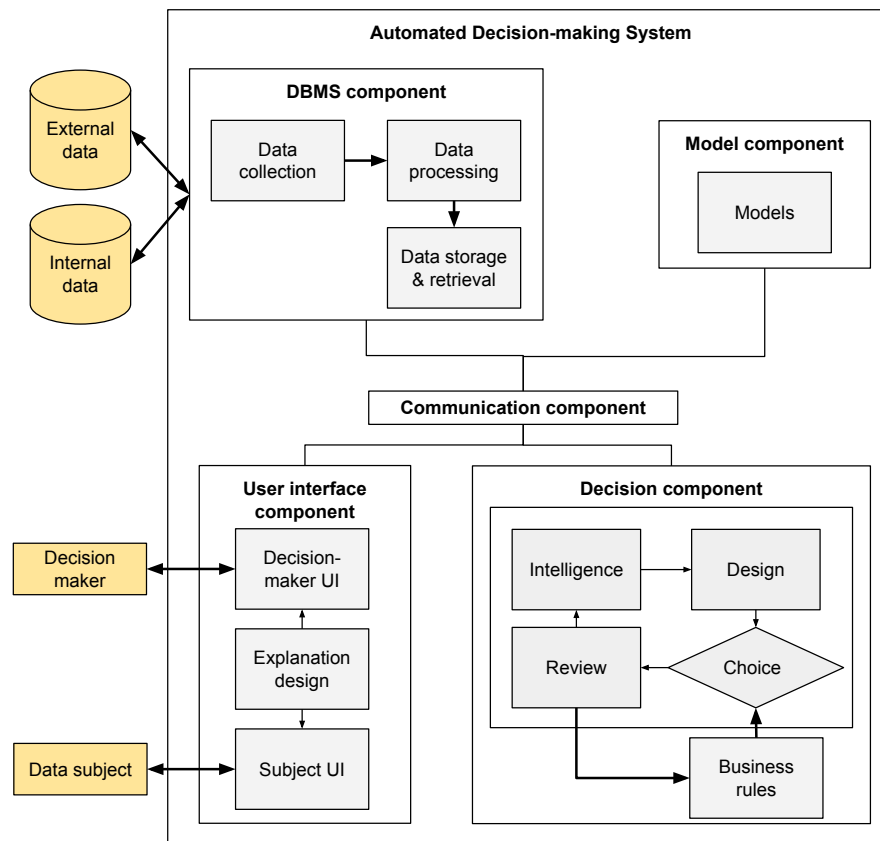 Automated Decision-making System
DBMS component
External
data
Data
collection
Data
processing
Model component
Models
Internal
data
Data storage
& retrieval
Communication component
User interface
component
Decision component
Decision
maker
Decision-
maker UI
Intelligence
Design
Explanation
design
Review
Choice
Data subject
Subject UI
Business
rules